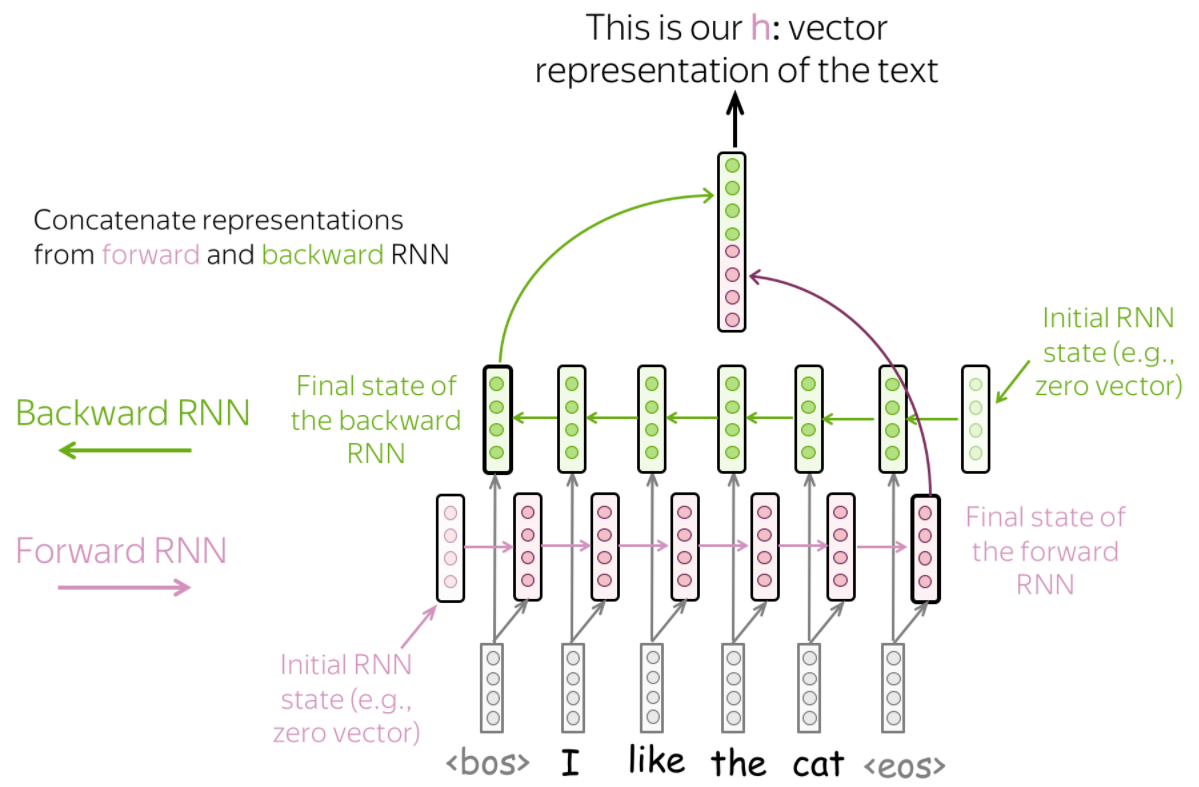 This is our h: vector
representation of the text
Concatenate representations
from forward and backward RNN
Initial RNN
state (e.g.,
zero vector)
Final state of
the backward
RNN
Backward RNN
Forward RNN
Final state of
the forward
RNN
Initial RNN
state (e.g.,
zero vector)
<bos> I like the cat <eos>